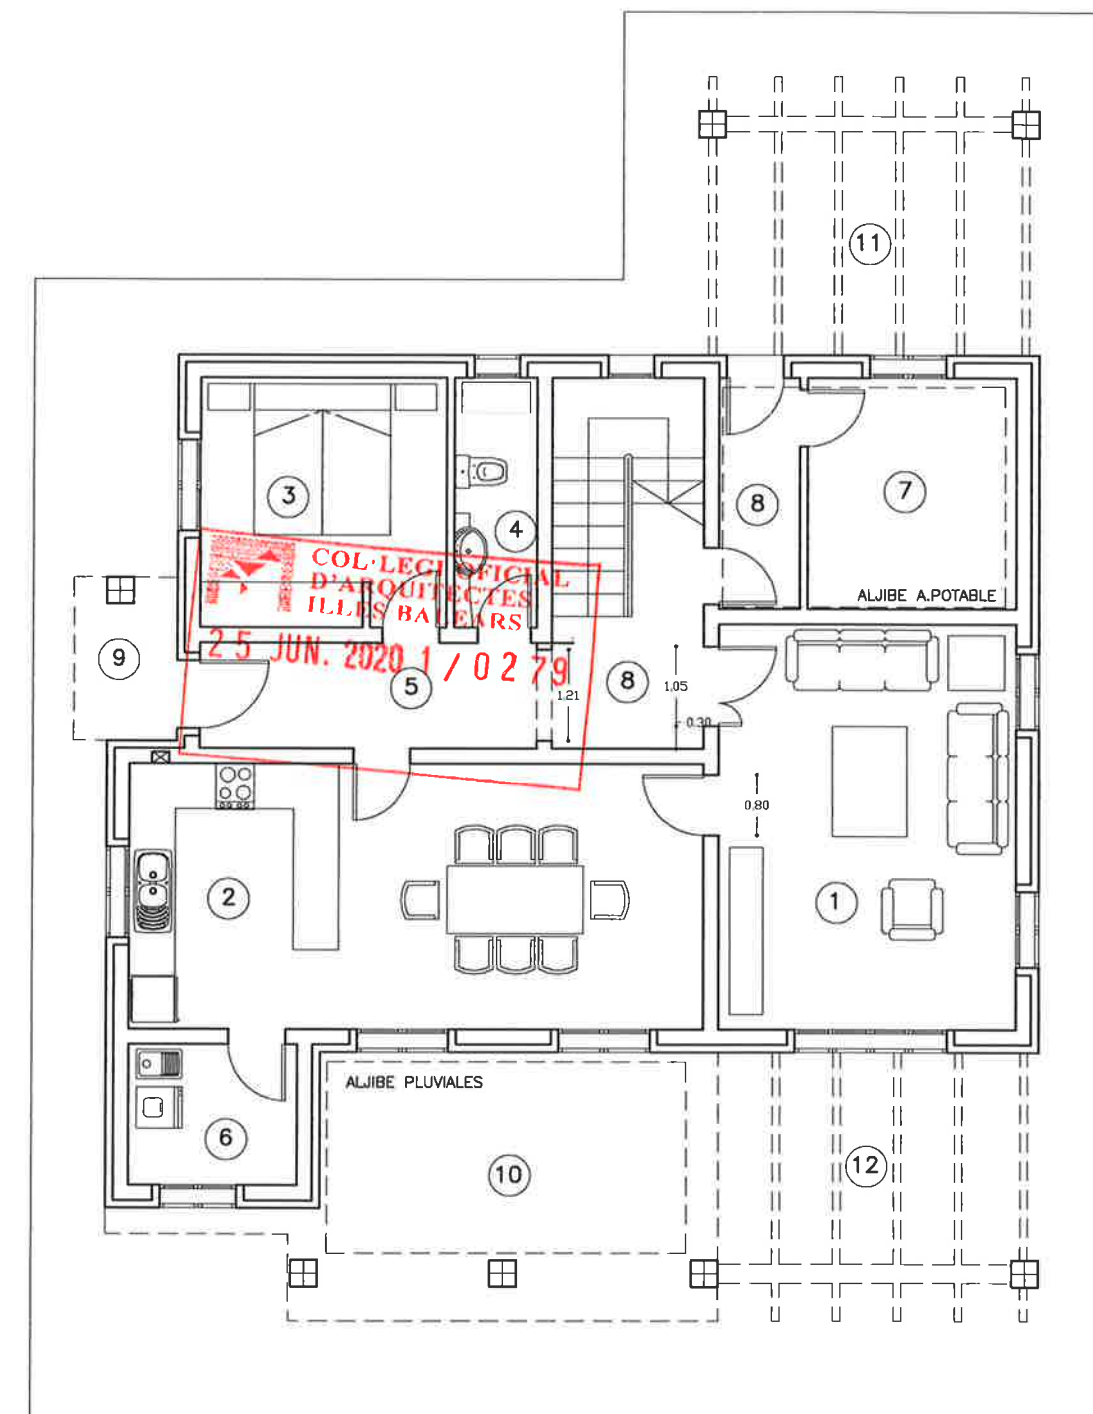 11
3
4
8
7
COL·LEGI OFICIAL
D'ARQUITECTES
ILLES BALEARS
ALJIBE A.POTABLE
25 JUN. 2020 1/0279
9
5
8
1,21
1,05
0,30
0,80
2
1
ALJIBE PLUVIALES
6
10
12